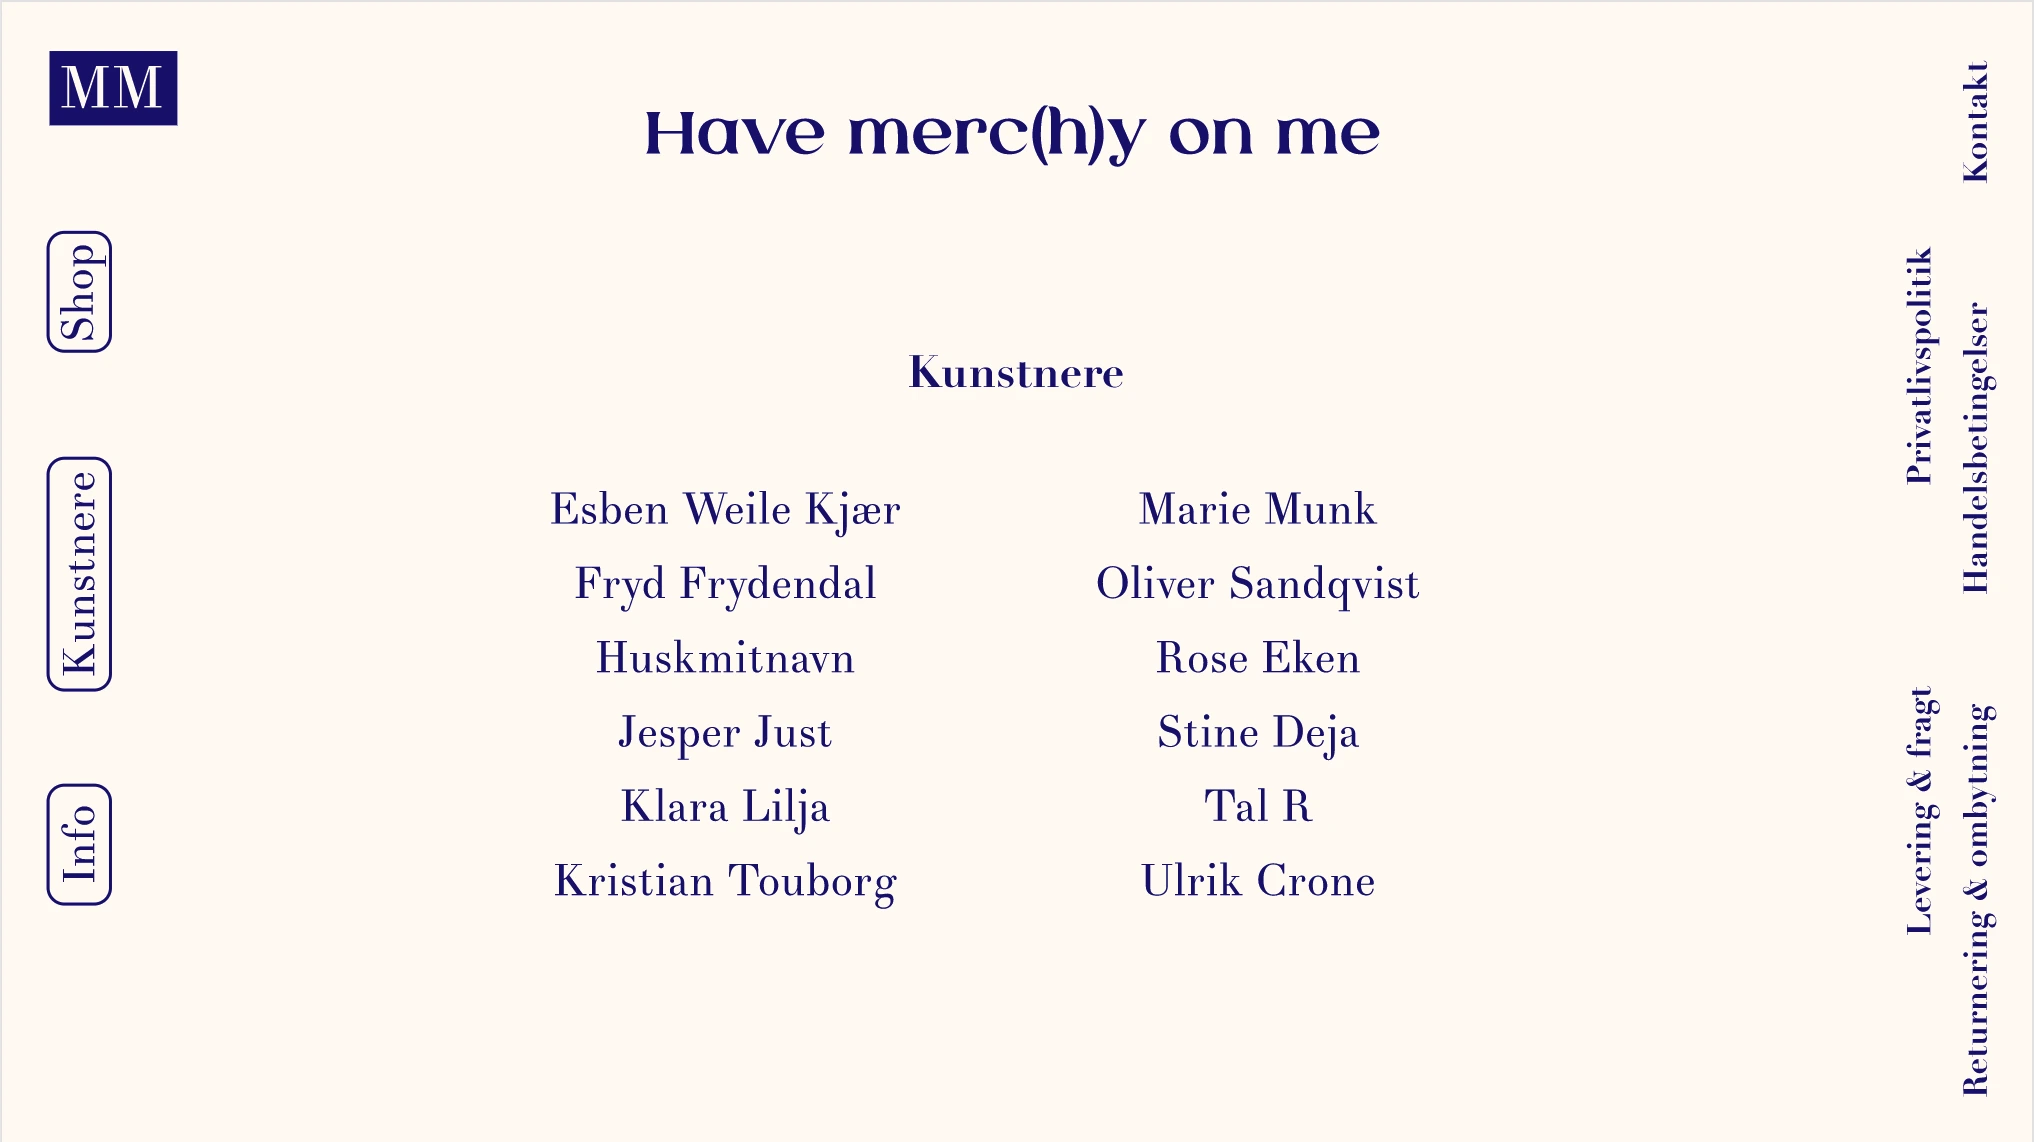 MM
Have merc(h)y on me
Shop
Kunstnere
Info
Kunstnere
Esben Weile Kjær
Fryd Frydendal
Huskmitnavn
Jesper Just
Klara Lilja
Kristian Touborg
Marie Munk
Oliver Sandqvist
Rose Eken
Stine Deja
Tal R
Ulrik Crone
Kontakt
Privatlivspolitik
Handelsbetingelser
Levering & fragt
Returnering & ombytning